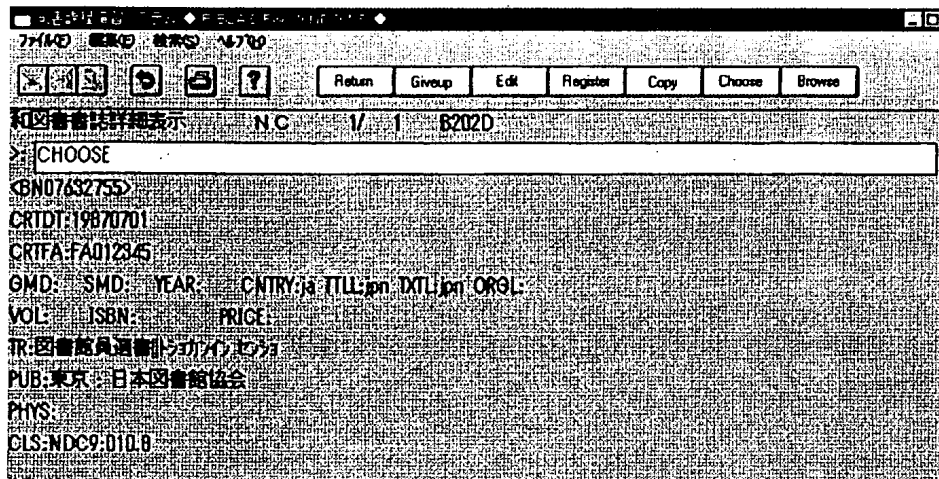 ファイル(F) 編集(E) 検索(S) ヘルプ(H)
? Return Giveup Edit Register Copy Choose Browse
和図書書誌詳細表示 NC 1/ 1 B202D
>: CHOOSE
<BN07632755>
CRTDT:19870701
CRTFA:FA012345
GMD: SMD: YEAR: CNTRY:ja TTLL:jpn TXTL:jpn ORGL:
VOL: ISBN: PRICE:
TR:図書館員選書||トショカンイン センショ
PUB:東京 : 日本図書館協会
PHYS:
CLS:NDC9:010.8